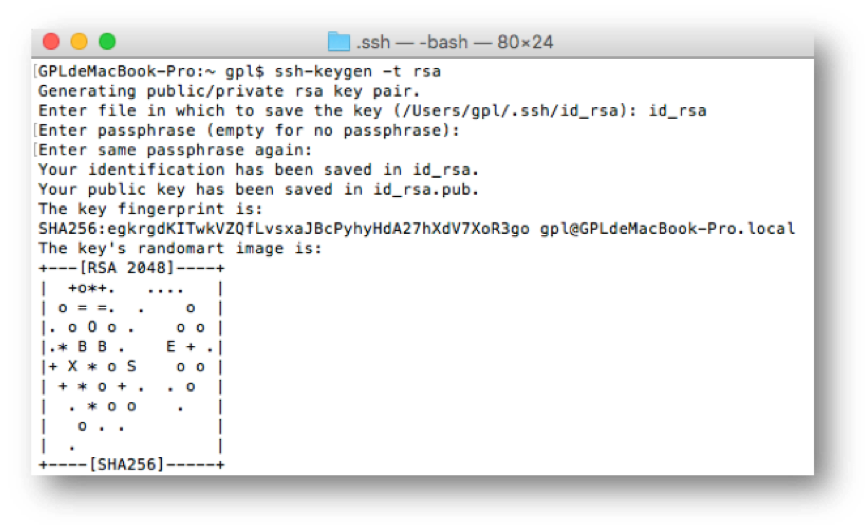 .ssh — -bash — 80×24
GPLdeMacBook-Pro:~ gpl$ ssh-keygen -t rsa
Generating public/private rsa key pair.
Enter file in which to save the key (/Users/gpl/.ssh/id_rsa): id_rsa
Enter passphrase (empty for no passphrase):
Enter same passphrase again:
Your identification has been saved in id_rsa.
Your public key has been saved in id_rsa.pub.
The key fingerprint is:
SHA256:egkrgdKITwkVZQfLvsxaJBcPyhyHdA27hXdV7XoR3go gpl@GPLdeMacBook-Pro.local
The key's randomart image is:
+---[RSA 2048]----+
|  +o*+.   ....   |
| o = =.  .    o  |
|. o O o .    o o |
|.* B B .    E + .|
|+ X * o S    o o |
| + * o + .  . o  |
|  . * o o    .   |
|   o . .         |
|  .              |
+----[SHA256]-----+